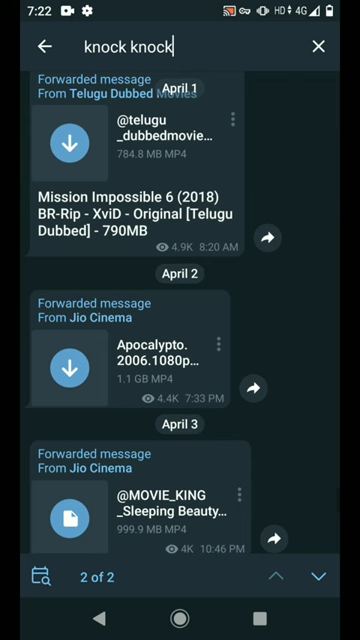 7:22
HD 4G
knock knock
Forwarded message
April 1
From Telugu Dubbed Movies
@telugu
_dubbedmovie...
784.8 MB MP4
Mission Impossible 6 (2018)
BR-Rip - XviD - Original [Telugu
Dubbed] - 790MB
4.9K 8:20 AM
April 2
Forwarded message
From Jio Cinema
Apocalypto.
2006.1080p...
1.1 GB MP4
4.4K 7:33 PM
April 3
Forwarded message
From Jio Cinema
@MOVIE_KING
_Sleeping Beauty...
999.9 MB MP4
4K 10:46 PM
2 of 2